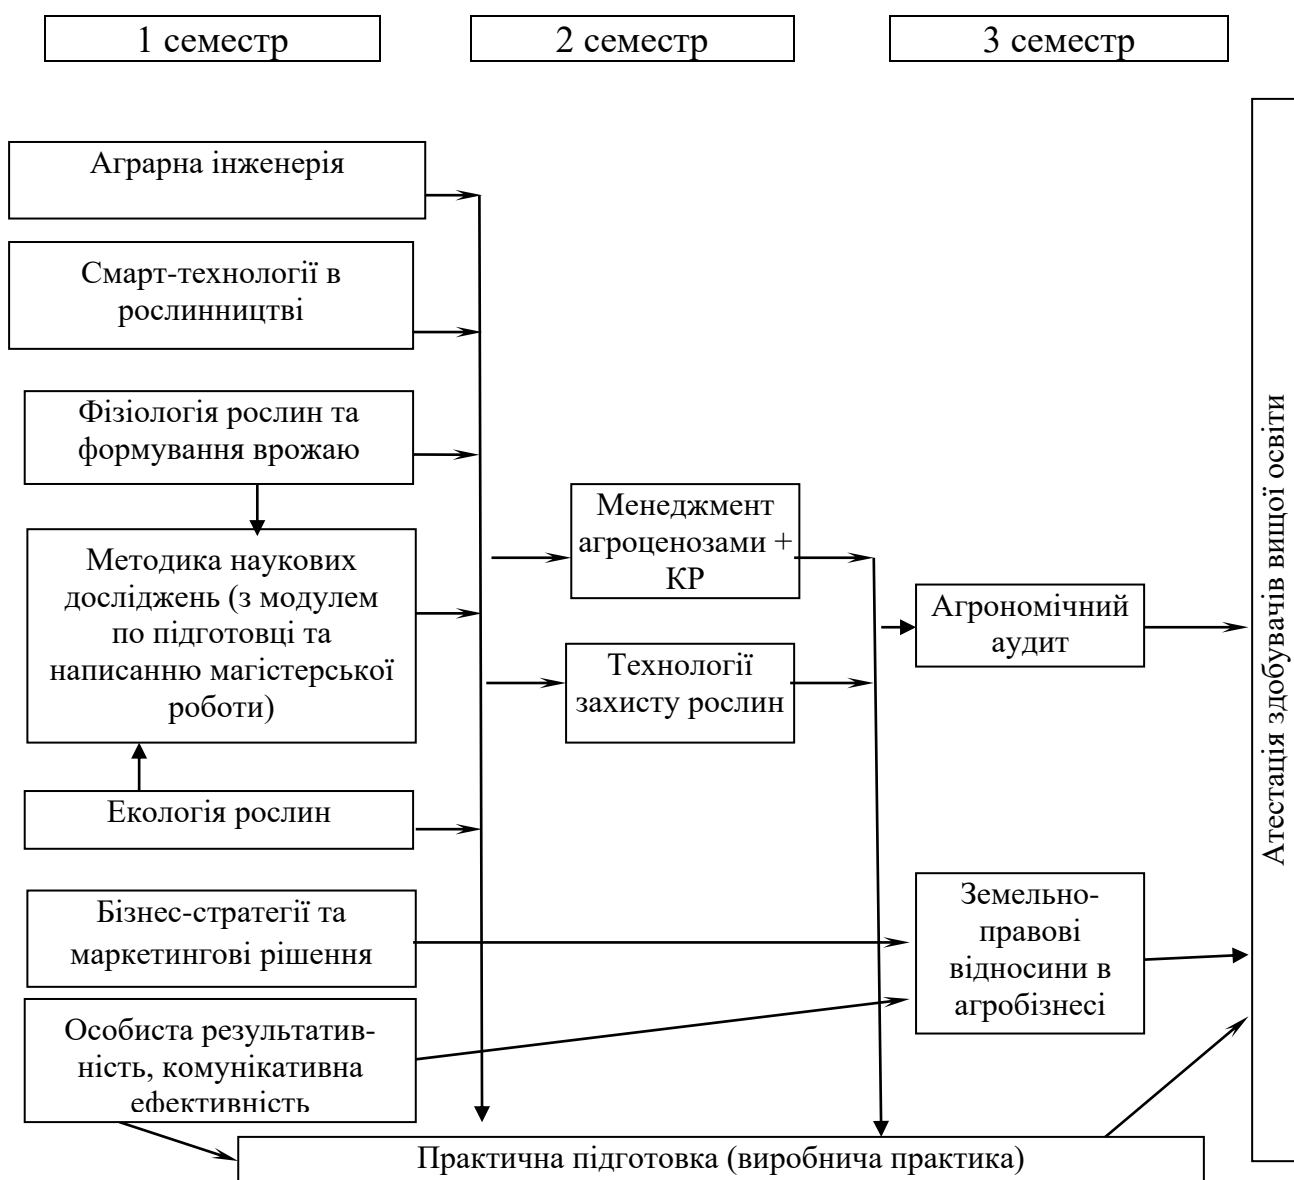 1 семестр
2 семестр
3 семестр
Аграрна інженерія
Смарт-технології в
рослинництві
Фізіологія рослин та
формування врожаю
Методика наукових
досліджень (з модулем
по підготовці та
написанню магістерської
роботи)
Екологія рослин
Бізнес-стратегії та
маркетингові рішення
Особиста результатив-
ність, комунікативна
ефективність
Менеджмент
агроценозами +
КР
Технології
захисту рослин
Агрономічний
аудит
Земельно-
правові
відносини в
агробізнесі
Практична підготовка (виробнича практика)
Атестація здобувачів вищої освіти